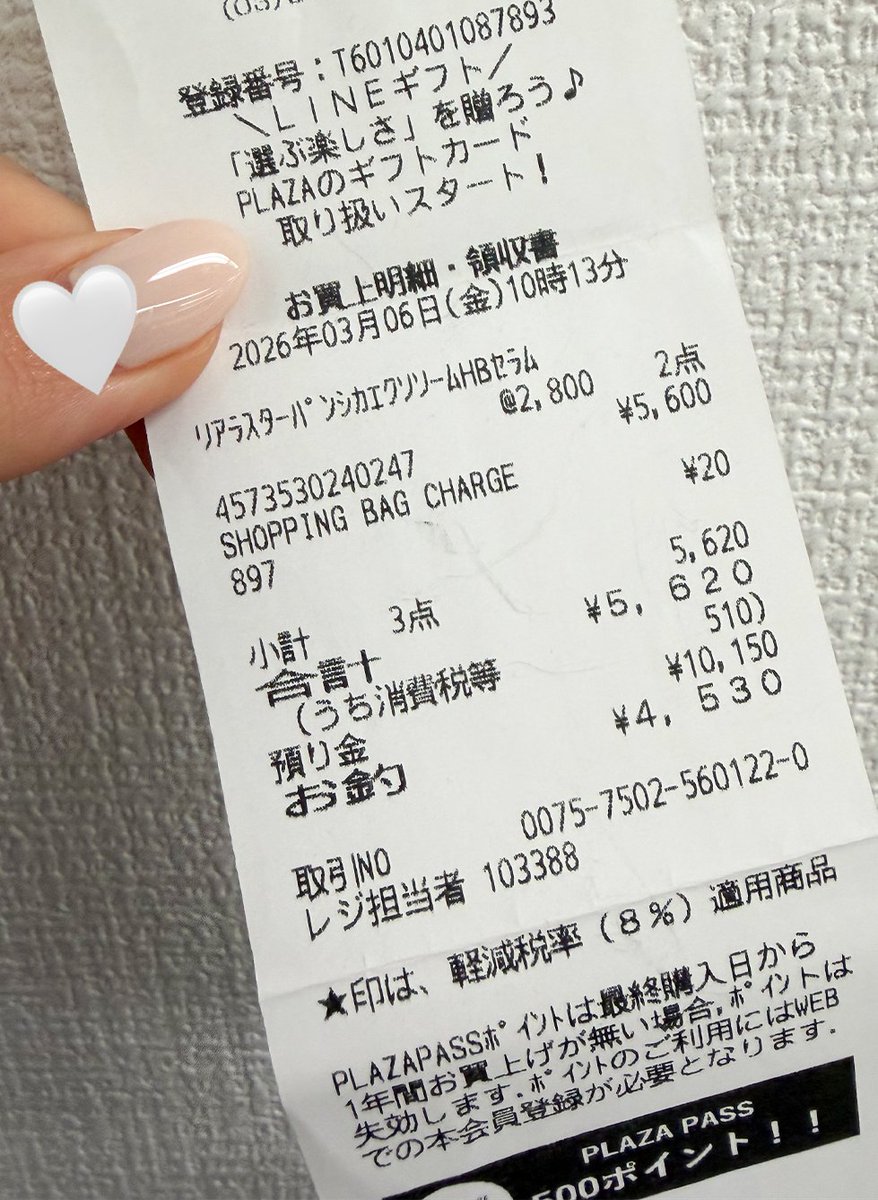 登録番号：T6010401087893
＼ＬＩＮＥギフト／
「選ぶ楽しさ」を贈ろう♪
PLAZAのギフトカード
取り扱いスタート！
お買上明細・領収書
2026年03月06日(金)10時13分
ﾘｱﾗｽﾀｰﾊﾟﾝｼｶｴｸｿｿｰﾑHBｾﾗﾑ 2点
@2,800 ¥5,600
4573530240247
SHOPPING BAG CHARGE ¥20
897
小計 3点 5,620
合計 ¥５，６２０
(うち消費税等 510)
預り金 ¥10,150
お釣 ¥４，５３０
取引NO 0075-7502-560122-0
レジ担当者 103388
★印は、軽減税率（８％）適用商品
PLAZAPASSﾎﾟｲﾝﾄは最終購入日から
1年間お買上げが無い場合,ﾎﾟｲﾝﾄは
失効します.ﾎﾟｲﾝﾄのご利用にはWEB
での本会員登録が必要となります.
PLAZA PASS
500ポイント！！